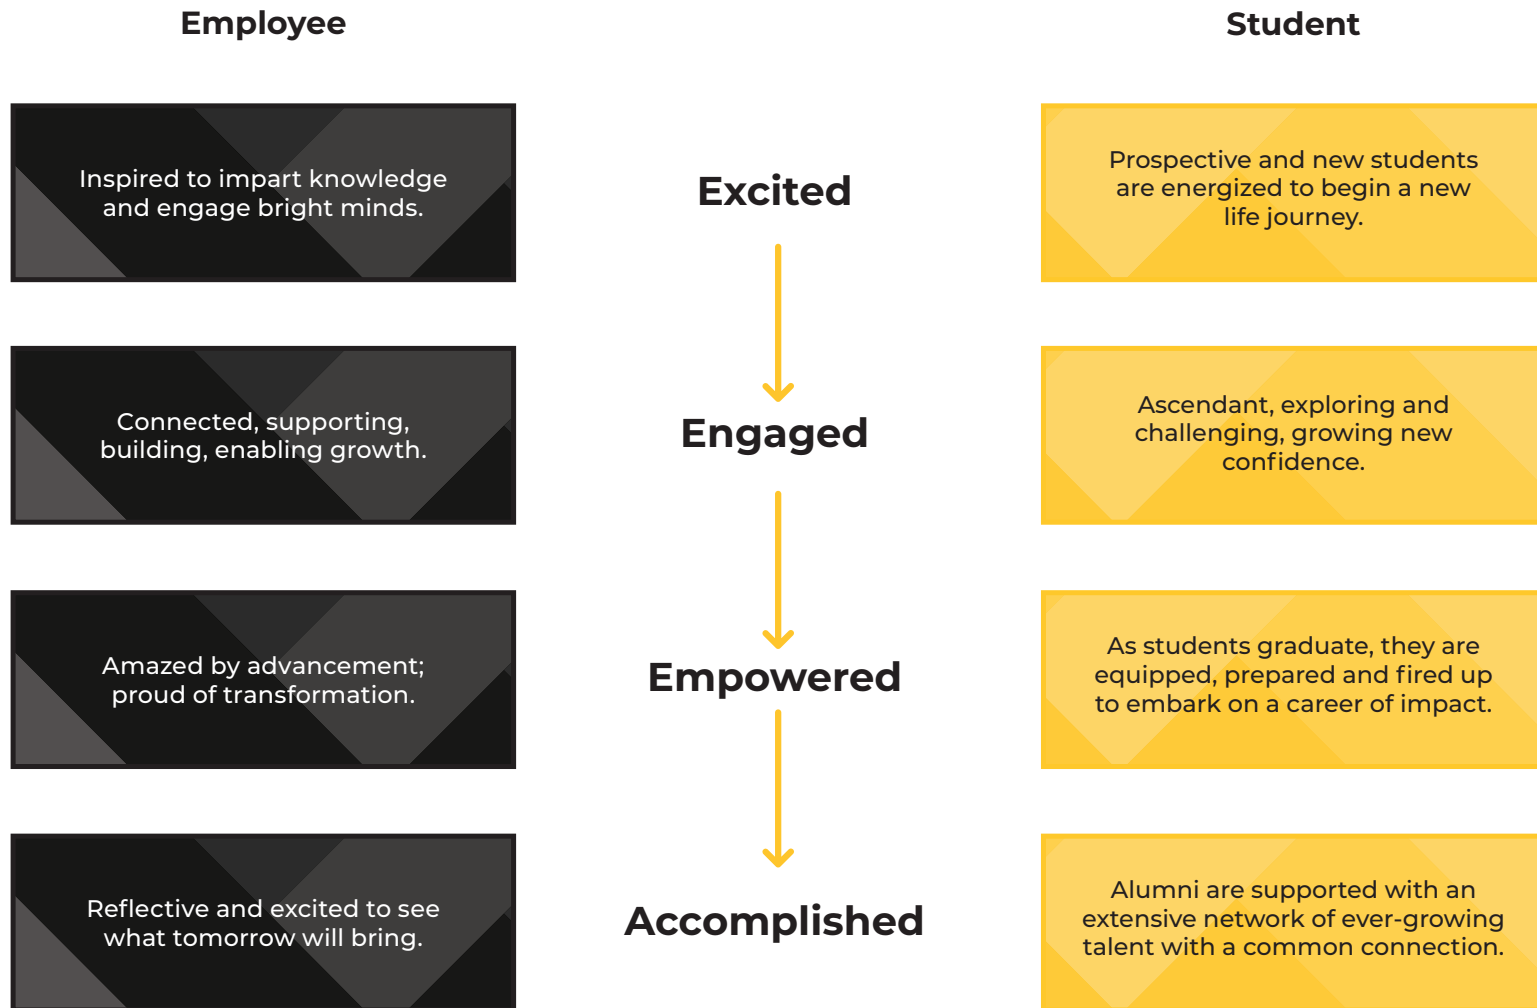 Employee
Student
Inspired to impart knowledge
and engage bright minds.
Excited
Prospective and new students
are energized to begin a new
life journey.
Connected, supporting,
building, enabling growth.
Engaged
Ascendant, exploring and
challenging, growing new
confidence.
Amazed by advancement;
proud of transformation.
Empowered
As students graduate, they are
equipped, prepared and fired up
to embark on a career of impact.
Reflective and excited to see
what tomorrow will bring.
Accomplished
Alumni are supported with an
extensive network of ever-growing
talent with a common connection.